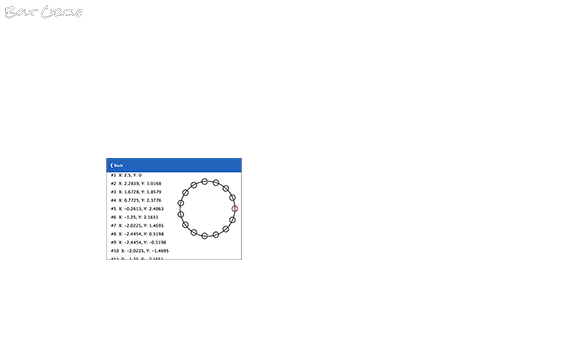 Bolt Circle
Back
#1 X: 2.5, Y: 0
#2 X: 2.2839, Y: 1.0168
#3 X: 1.6728, Y: 1.8579
#4 X: 0.7725, Y: 2.3776
#5 X: -0.2613, Y: 2.4863
#6 X: -1.25, Y: 2.1651
#7 X: -2.0225, Y: 1.4695
#8 X: -2.4454, Y: 0.5198
#9 X: -2.4454, Y: -0.5198
#10 X: -2.0225, Y: -1.4695